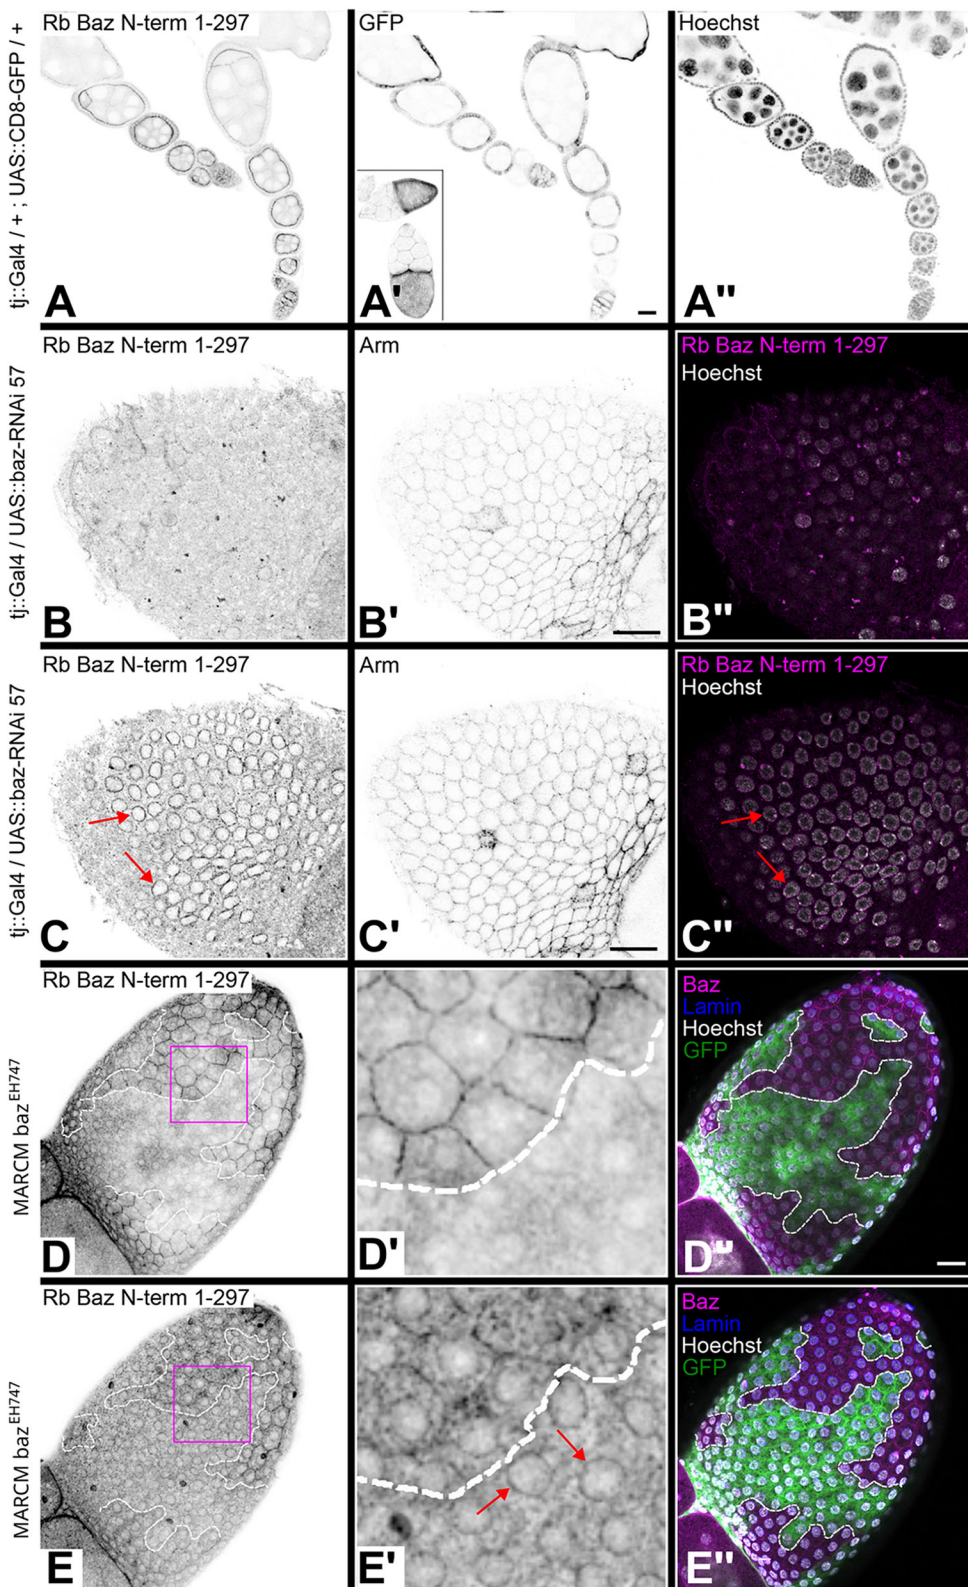 tj::Gal4 / + ; UAS::CD8-GFP / +
Rb Baz N-term 1-297
GFP
Hoechst
A
A'
A"
tj::Gal4 / UAS::baz-RNAi 57
Rb Baz N-term 1-297
Arm
Rb Baz N-term 1-297
Hoechst
B
B'
B"
tj::Gal4 / UAS::baz-RNAi 57
Rb Baz N-term 1-297
Arm
Rb Baz N-term 1-297
Hoechst
C
C'
C"
MARCM baz^EH747
Rb Baz N-term 1-297
Baz
Lamin
Hoechst
GFP
D
D'
D"
MARCM baz^EH747
Rb Baz N-term 1-297
Baz
Lamin
Hoechst
GFP
E
E'
E"